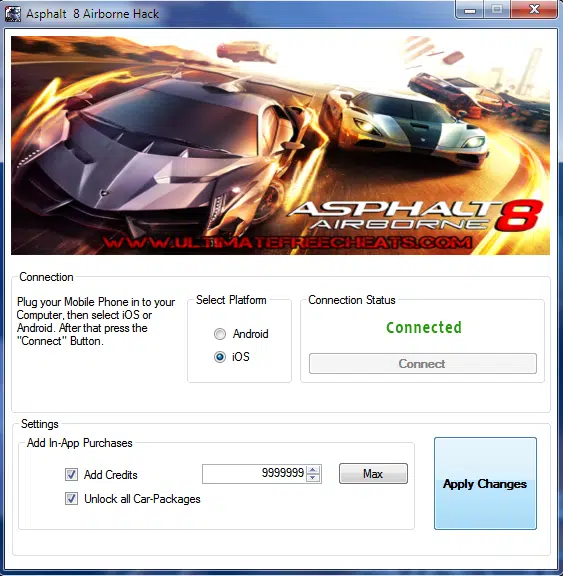 Asphalt 8 Airborne Hack
ASPHALT 8
AIRBORNE
WWW.ULTIMATEFREECHEATS.COM
Connection
Plug your Mobile Phone in to your
Computer, then select iOS or
Android. After that press the
"Connect" Button.
Select Platform
Android
iOS
Connection Status
Connected
Connect
Settings
Add In-App Purchases
Add Credits
9999999
Max
Unlock all Car-Packages
Apply Changes